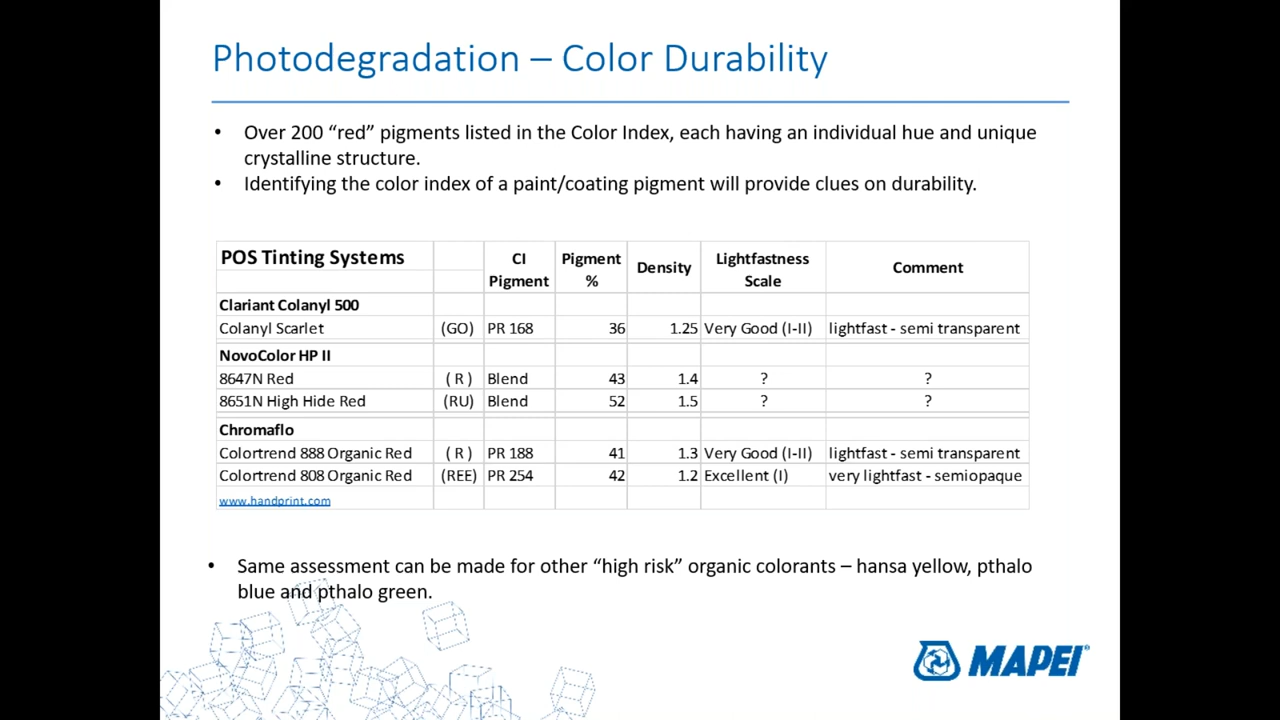 Photodegradation – Color Durability
• Over 200 “red” pigments listed in the Color Index, each having an individual hue and unique
crystalline structure.
• Identifying the color index of a paint/coating pigment will provide clues on durability.
POS Tinting Systems CI Pigment Pigment % Density Lightfastness Scale Comment
Clariant Colanyl 500
Colanyl Scarlet (GO) PR 168 36 1.25 Very Good (I-II) lightfast - semi transparent
NovoColor HP II
8647N Red ( R ) Blend 43 1.4 ? ?
8651N High Hide Red (RU) Blend 52 1.5 ? ?
Chromaflo
Colortrend 888 Organic Red ( R ) PR 188 41 1.3 Very Good (I-II) lightfast - semi transparent
Colortrend 808 Organic Red (REE) PR 254 42 1.2 Excellent (I) very lightfast - semiopaque
www.handprint.com
• Same assessment can be made for other “high risk” organic colorants – hansa yellow, pthalo
blue and pthalo green.
MAPEI®